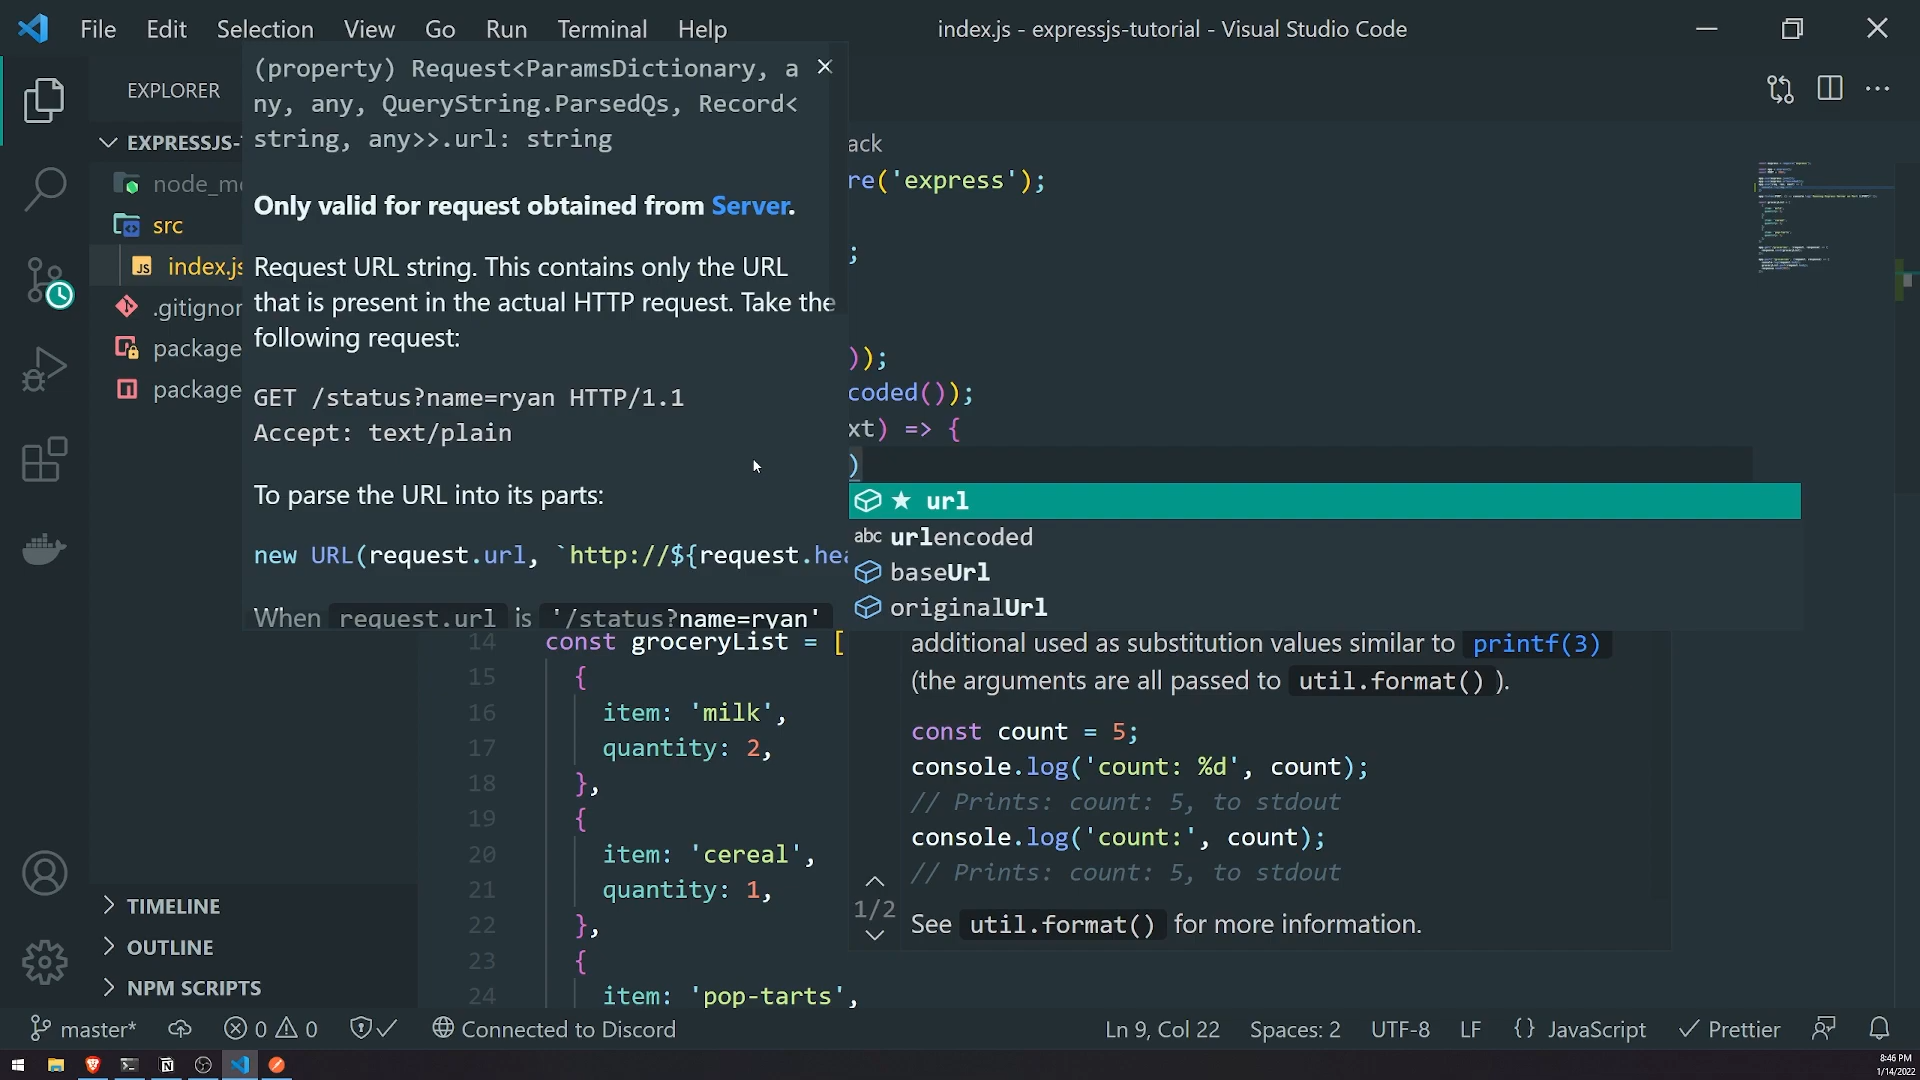 File Edit Selection View Go Run Terminal Help
index.js - expressjs-tutorial - Visual Studio Code
EXPLORER
EXPRESSJS-
node_m
src
JS index.js
.gitignor
package
package
TIMELINE
OUTLINE
NPM SCRIPTS
(property) Request<ParamsDictionary, a
ny, any, QueryString.ParsedQs, Record<
string, any>>.url: string
Only valid for request obtained from Server.
Request URL string. This contains only the URL
that is present in the actual HTTP request. Take the
following request:
GET /status?name=ryan HTTP/1.1
Accept: text/plain
To parse the URL into its parts:
new URL(request.url, `http://${request.hea
When request.url is '/status?name=ryan'
ack
re('express');
;
));
coded());
xt) => {
)
★ url
abc urlencoded
baseUrl
originalUrl
additional used as substitution values similar to printf(3)
(the arguments are all passed to util.format() ).
const count = 5;
console.log('count: %d', count);
// Prints: count: 5, to stdout
console.log('count:', count);
// Prints: count: 5, to stdout
1/2
See util.format() for more information.
14 const groceryList = [
15 {
16 item: 'milk',
17 quantity: 2,
18 },
19 {
20 item: 'cereal',
21 quantity: 1,
22 },
23 {
24 item: 'pop-tarts',
master* 0 0 Connected to Discord
Ln 9, Col 22 Spaces: 2 UTF-8 LF {} JavaScript Prettier
8:46 PM
1/14/2022